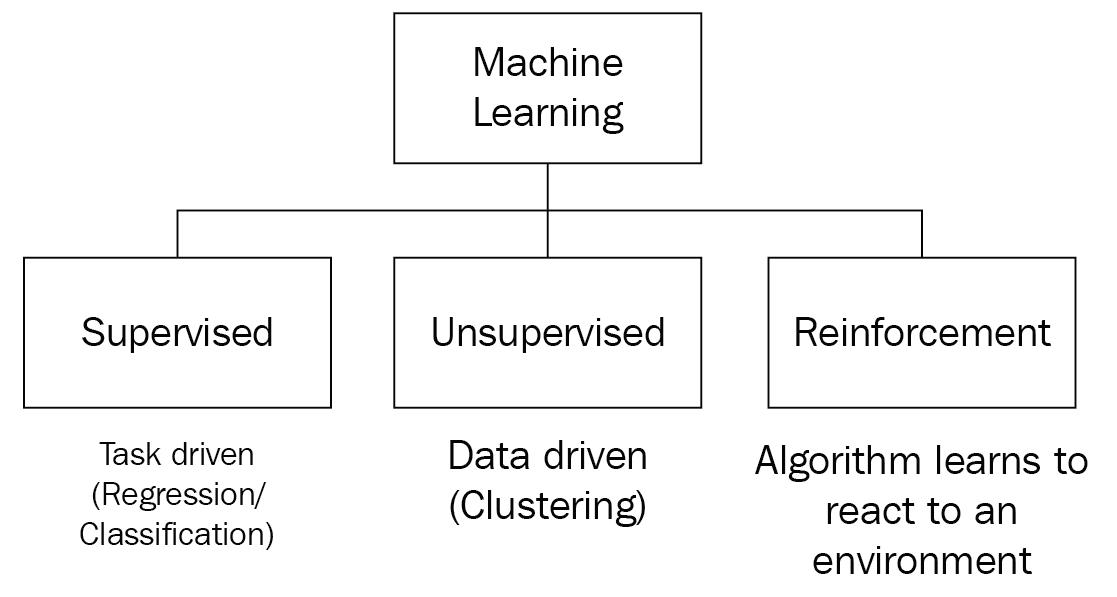 Machine
Learning
Supervised
Unsupervised
Reinforcement
Task driven
(Regression/
Classification)
Data driven
(Clustering)
Algorithm learns to
react to an
environment